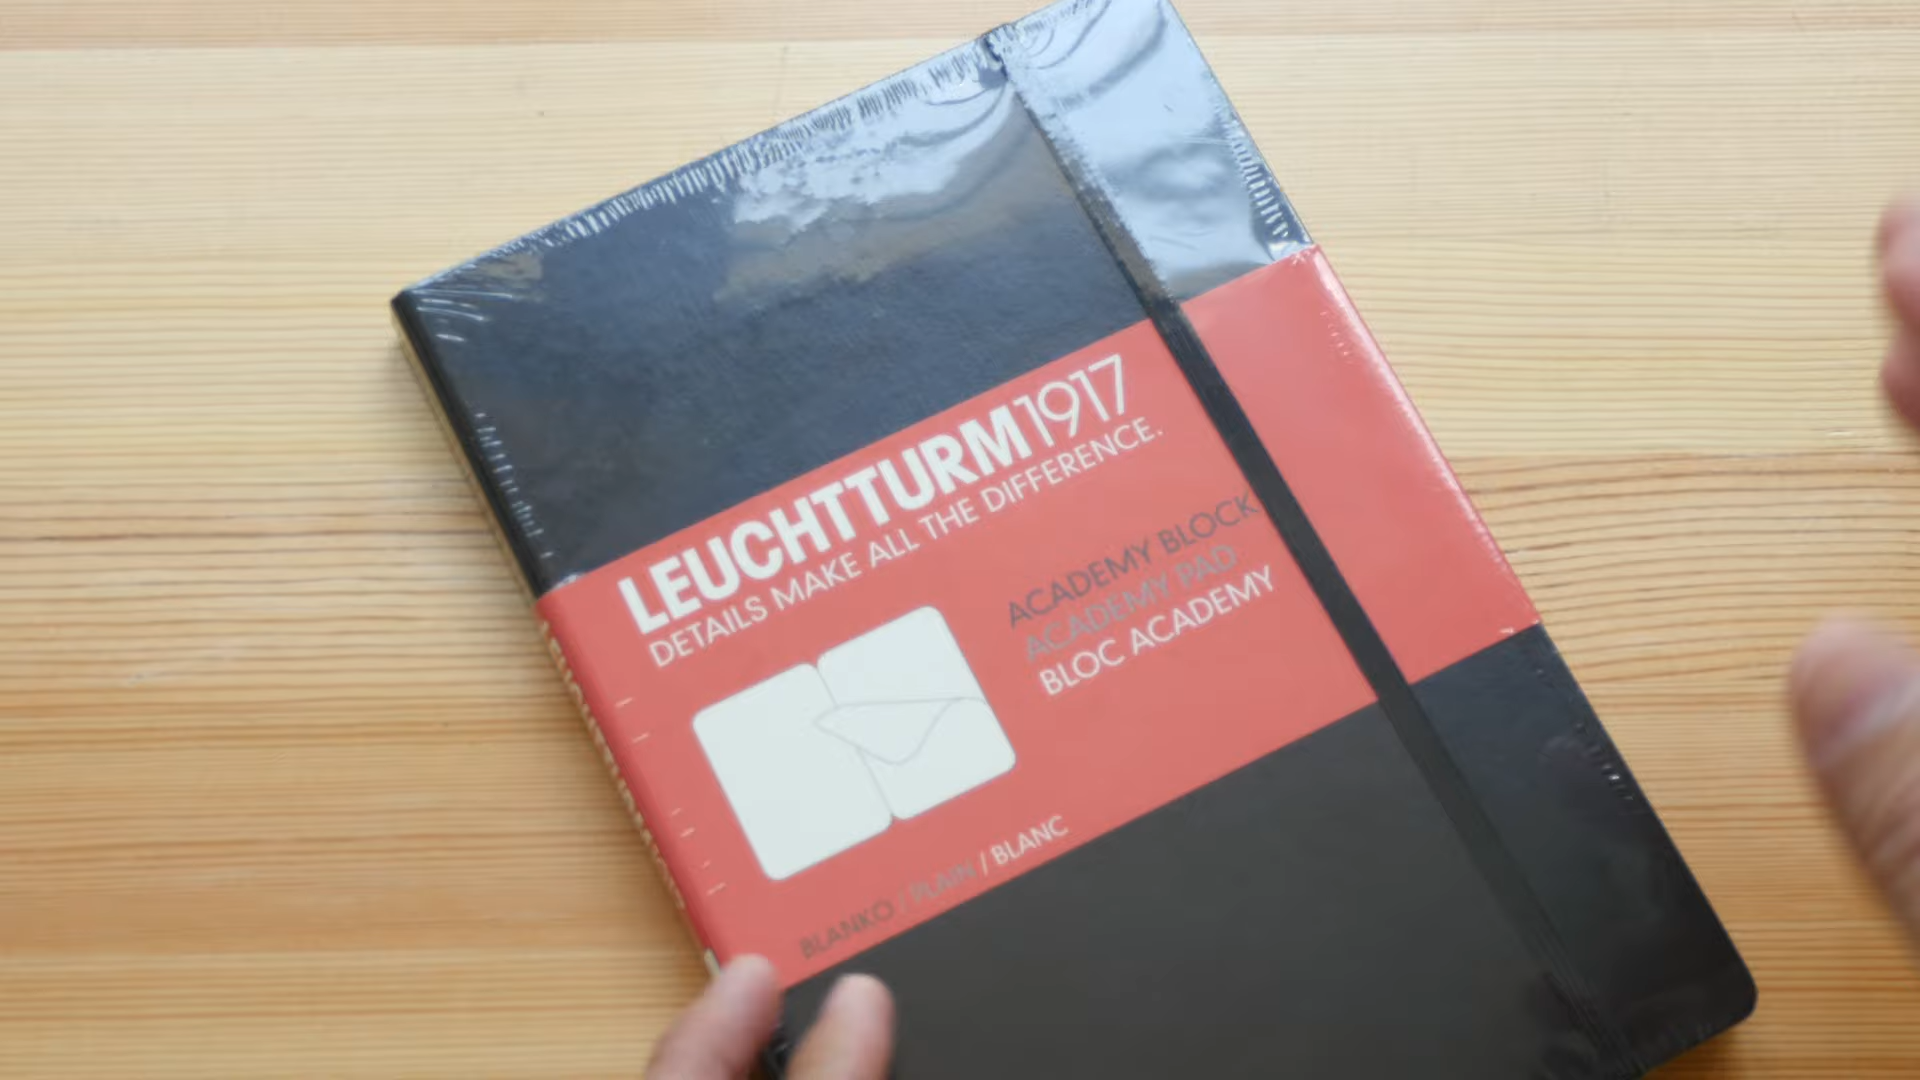 LEUCHTTURM1917
DETAILS MAKE ALL THE DIFFERENCE.
ACADEMY BLOCK
ACADEMY PAD
BLOC ACADEMY
BLANKO / PLAIN / BLANC